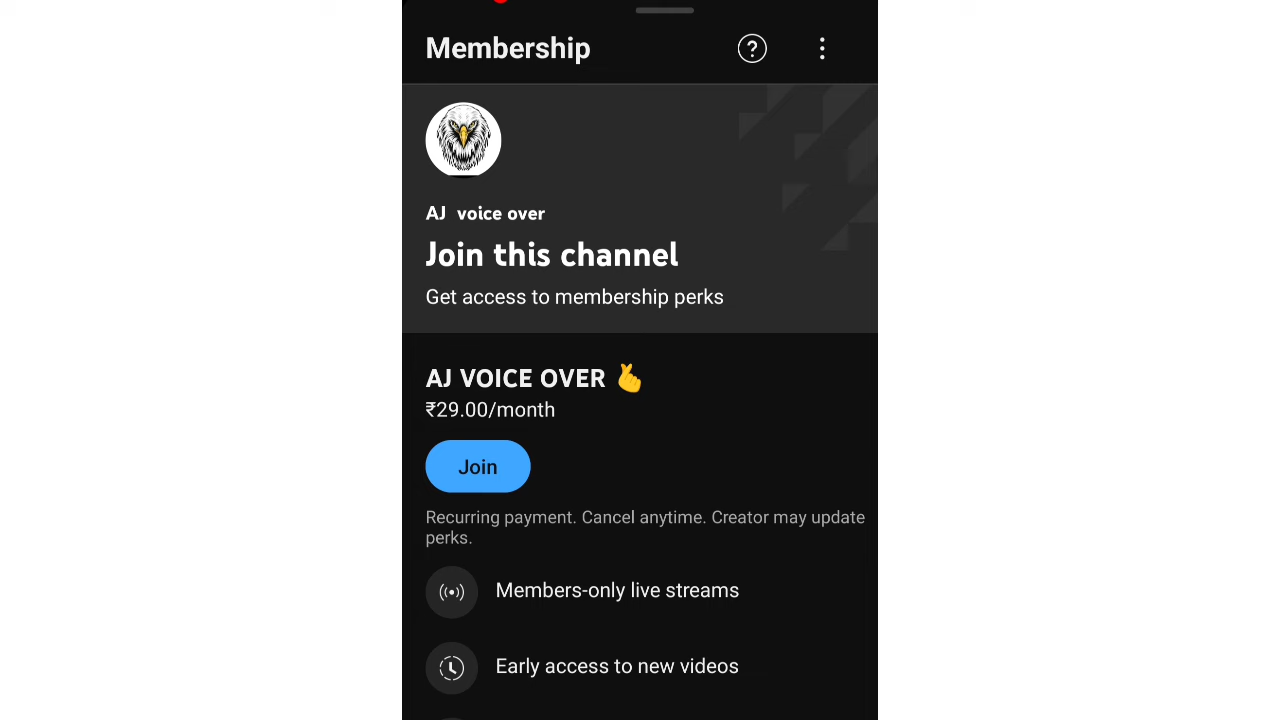 Membership
AJ voice over
Join this channel
Get access to membership perks
AJ VOICE OVER 🫰
₹29.00/month
Join
Recurring payment. Cancel anytime. Creator may update
perks.
Members-only live streams
Early access to new videos